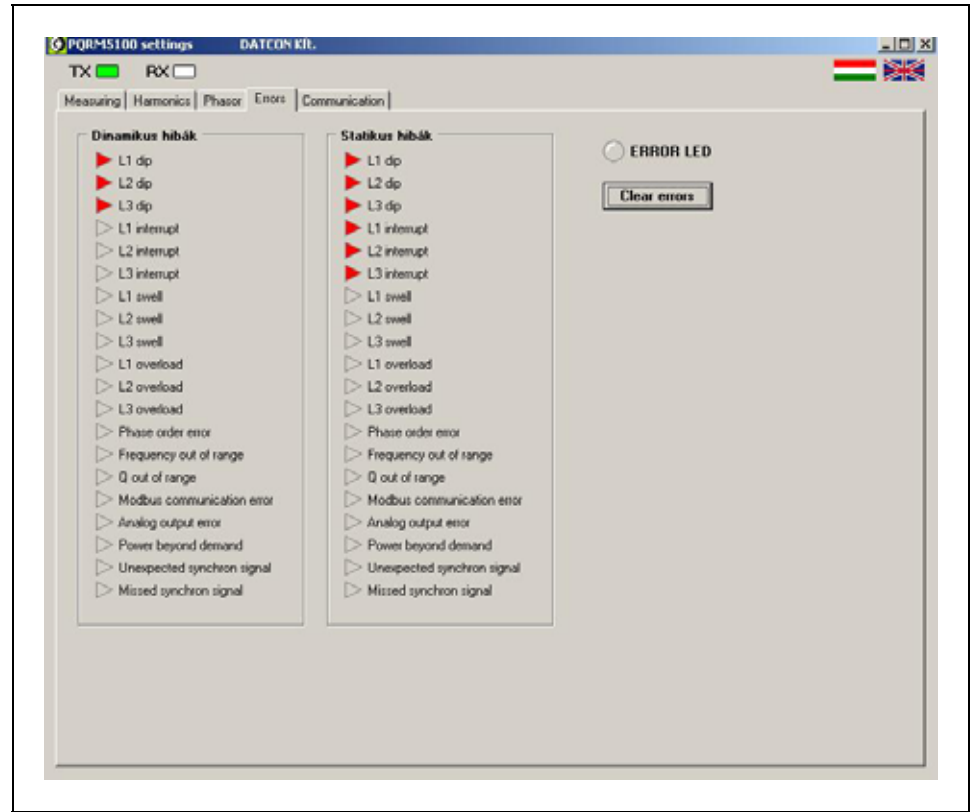 PQRM5100 settings DATCON Kft.
TX RX
Measuring Harmonics Phasor Errors Communication
Dinamikus hibák
L1 dip
L2 dip
L3 dip
L1 interrupt
L2 interrupt
L3 interrupt
L1 swell
L2 swell
L3 swell
L1 overload
L2 overload
L3 overload
Phase order error
Frequency out of range
Q out of range
Modbus communication error
Analog output error
Power beyond demand
Unexpected synchron signal
Missed synchron signal
Statikus hibák
L1 dip
L2 dip
L3 dip
L1 interrupt
L2 interrupt
L3 interrupt
L1 swell
L2 swell
L3 swell
L1 overload
L2 overload
L3 overload
Phase order error
Frequency out of range
Q out of range
Modbus communication error
Analog output error
Power beyond demand
Unexpected synchron signal
Missed synchron signal
ERROR LED
Clear errors